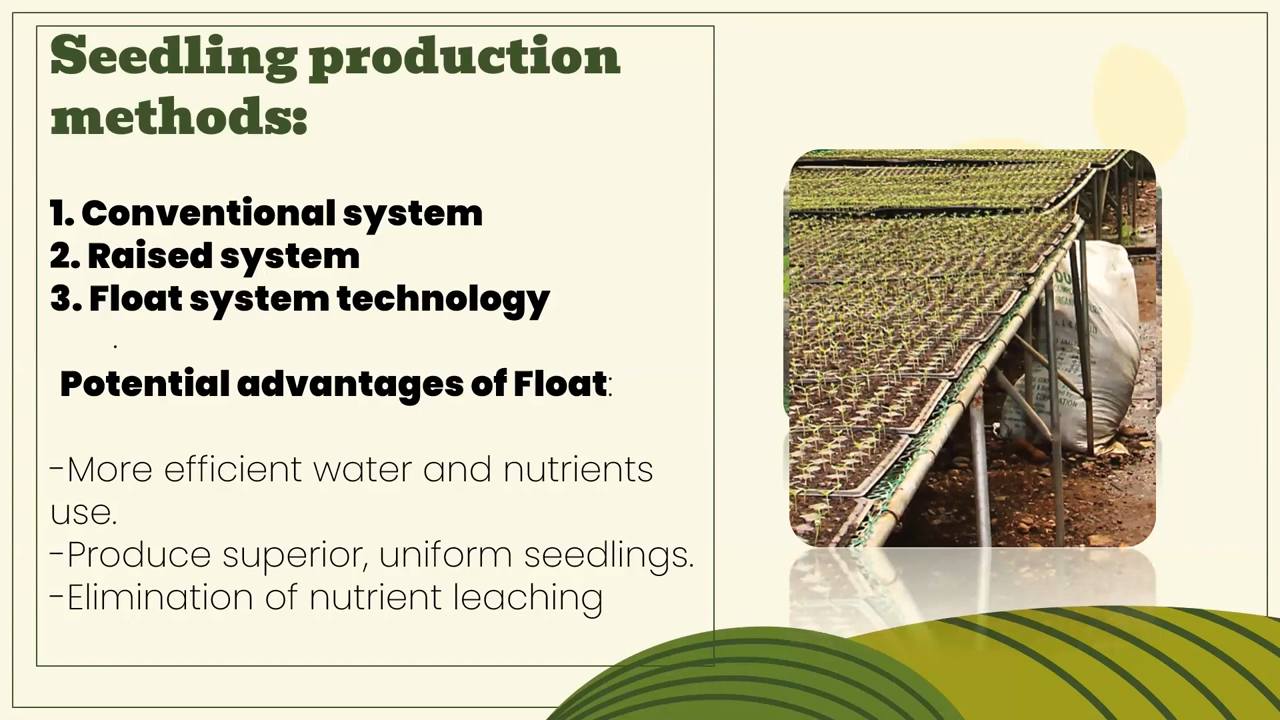 Seedling production
methods:
1. Conventional system
2. Raised system
3. Float system technology
.
Potential advantages of Float:
-More efficient water and nutrients
use.
-Produce superior, uniform seedlings.
-Elimination of nutrient leaching